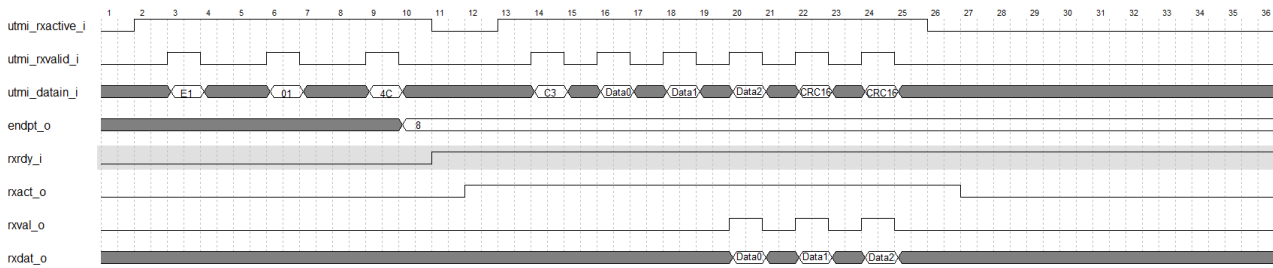 1 2 3 4 5 6 7 8 9 10 11 12 13 14 15 16 17 18 19 20 21 22 23 24 25 26 27 28 29 30 31 32 33 34 35 36
utmi_rxactive_i
utmi_rxvalid_i
utmi_datain_i E1 01 4C C3 Data0 Data1 Data2 CRC16 CRC16
endpt_o 8
rxrdy_i
rxact_o
rxval_o
rxdat_o Data0 Data1 Data2